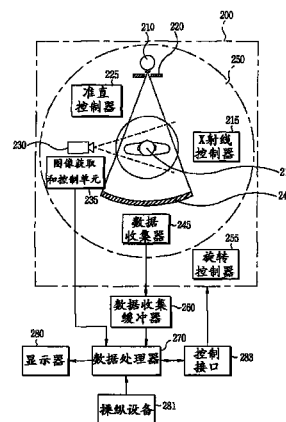 200
210
220
250
225
准直
控制器
X射线
控制器
215
230
图像获取
和控制单元
235
2
24
数据
收集器
245
旋转
控制器
255
数据收集
缓冲器
260
280
显示器
270
数据处理器
控制
接口
283
操纵设备
281